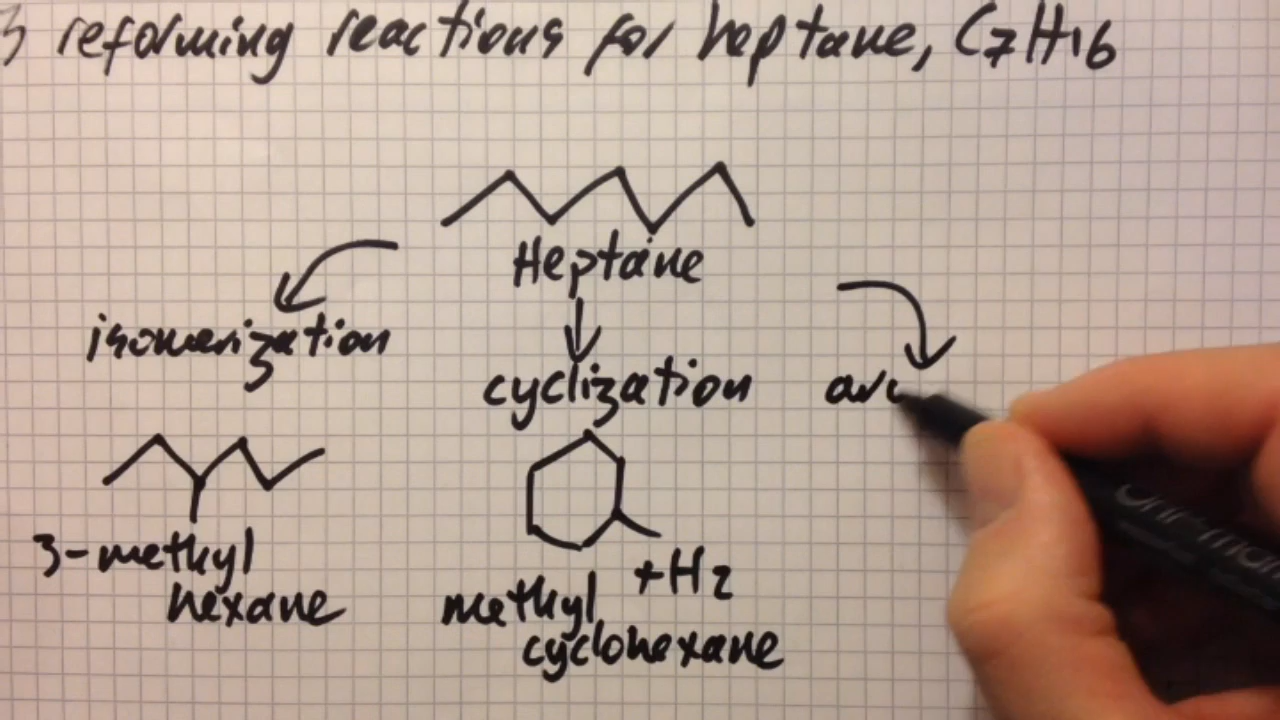 3 reforming reactions for heptane, C7H16
Heptane
isomerization
cyclization
3-methyl
hexane
+H2
methyl
cyclohexane